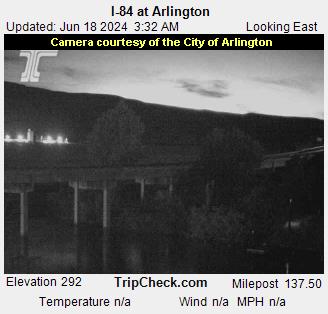 I-84 at Arlington
Updated: Jun 18 2024 3:32 AM Looking East
Camera courtesy of the City of Arlington
Elevation 292 TripCheck.com Milepost 137.50
Temperature n/a Wind n/a MPH n/a